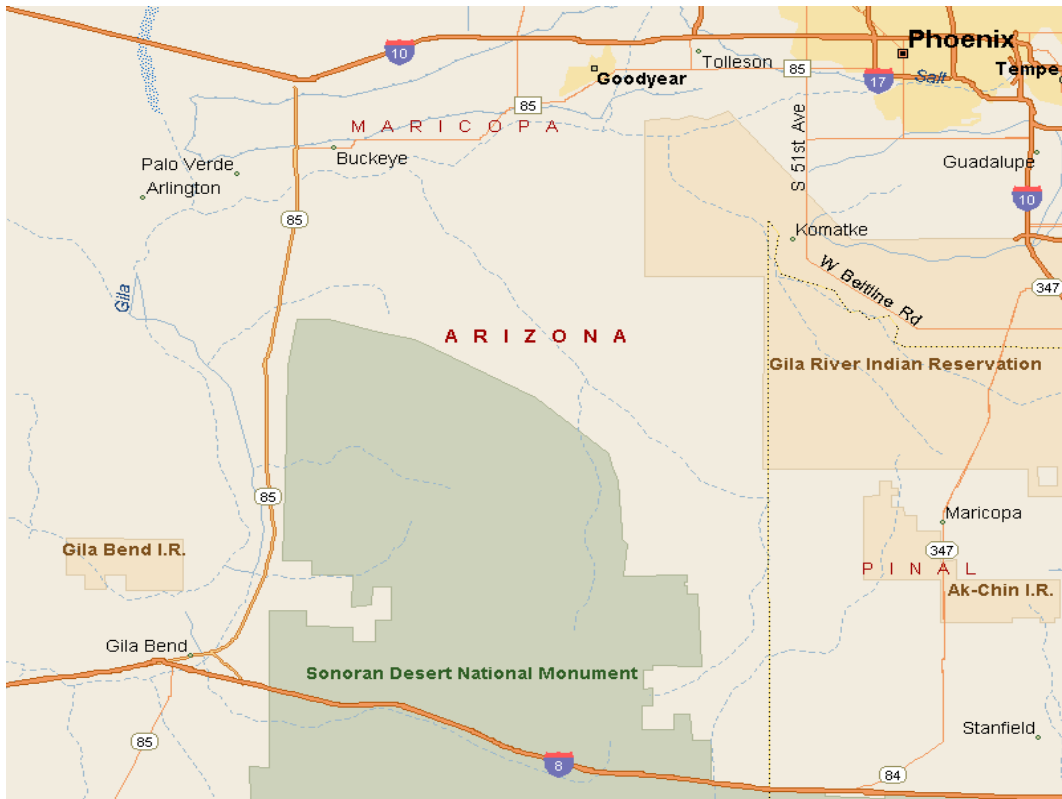 Phoenix
10
Tolleson
85
Tempe
Goodyear
17
Salt
85
MARICOPA
S 51st Ave
Buckeye
Palo Verde
Guadalupe
Arlington
10
85
Komatke
W Beltline Rd
347
Gila
ARIZONA
Gila River Indian Reservation
85
Maricopa
Gila Bend I.R.
347
PINAL
Ak-Chin I.R.
Gila Bend
Sonoran Desert National Monument
Stanfield
85
8
84